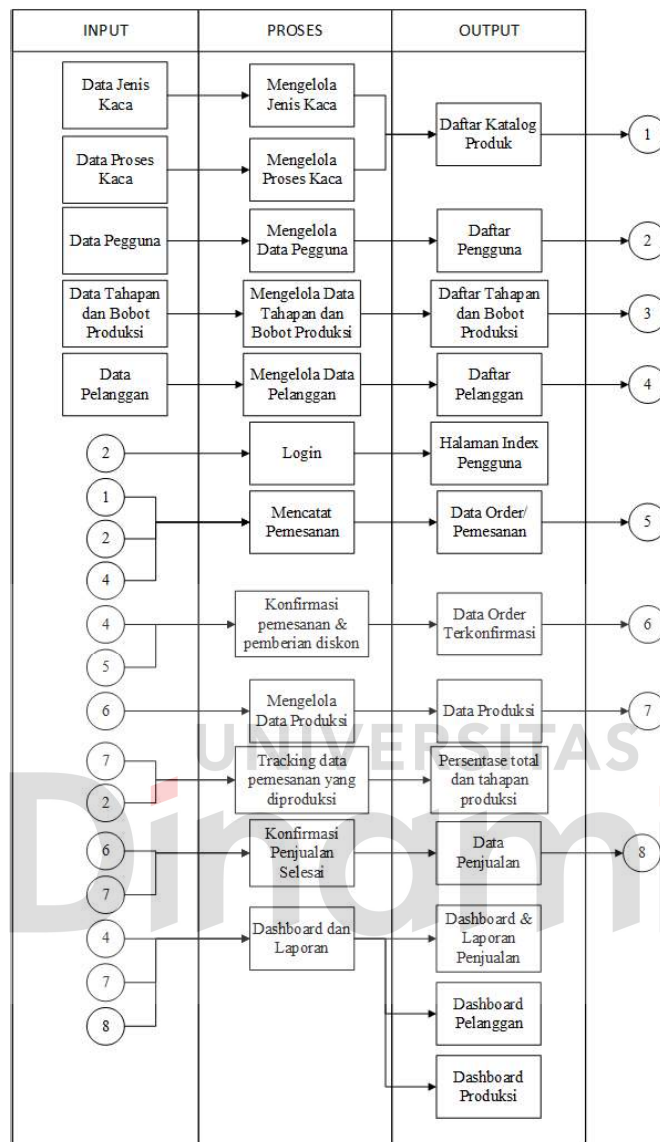 INPUT
PROSES
OUTPUT
Data Jenis
Kaca
Mengelola
Jenis Kaca
Daftar Katalog
Produk
1
Data Proses
Kaca
Mengelola
Proses Kaca
Data Pegguna
Mengelola
Data Pegguna
Daftar
Pengguna
2
Data Tahapan
dan Bobot
Produksi
Mengelola Data
Tahapan dan
Bobot Produksi
Daftar Tahapan
dan Bobot
Produksi
3
Data
Pelanggan
Mengelola Data
Pelanggan
Daftar
Pelanggan
4
2
Login
Halaman Index
Pengguna
1
2
4
Mencatat
Pemesanan
Data Order/
Pemesanan
5
4
5
Konfirmasi
pemesanan &
pemberian diskon
Data Order
Terkonfirmasi
6
6
Mengelola
Data Produksi
Data Produksi
7
UNIVERSITAS
Dinami
7
2
Tracking data
pemesanan yang
diproduksi
Persentase total
dan tahapan
produksi
6
7
Konfirmasi
Penjualan
Selesai
Data
Penjualan
8
4
7
8
Dashboard dan
Laporan
Dashboard &
Laporan
Penjualan
Dashboard
Pelanggan
Dashboard
Produksi